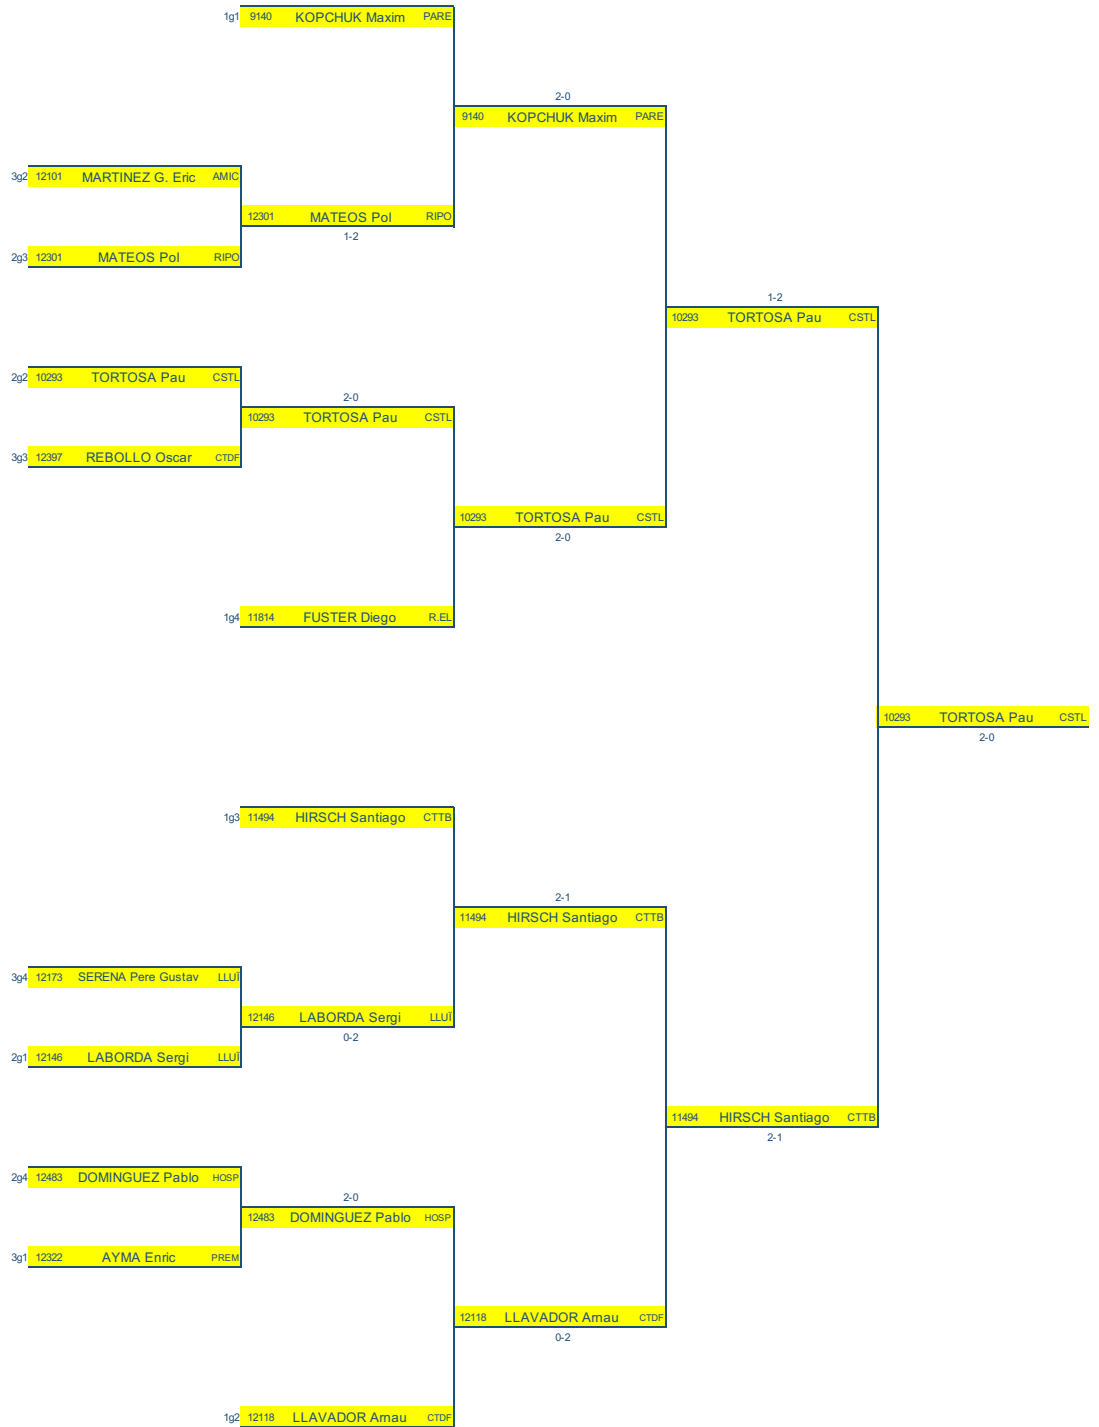 1g1 9140 KOPCHUK Maxim PARE
2-0
9140 KOPCHUK Maxim PARE
3g2 12101 MARTINEZ G. Eric AMIC
12301 MATEOS Pol RIPO
1-2
2g3 12301 MATEOS Pol RIPO
1-2
10293 TORTOSA Pau CSTL
2g2 10293 TORTOSA Pau CSTL
2-0
10293 TORTOSA Pau CSTL
3g3 12397 REBOLLO Oscar CTDF
10293 TORTOSA Pau CSTL
2-0
1g4 11814 FUSTER Diego R.EL
10293 TORTOSA Pau CSTL
2-0
1g3 11494 HIRSCH Santiago CTTB
2-1
11494 HIRSCH Santiago CTTB
3g4 12173 SERENA Pere Gustav LLUÏ
12146 LABORDA Sergi LLUÏ
0-2
2g1 12146 LABORDA Sergi LLUÏ
11494 HIRSCH Santiago CTTB
2-1
2g4 12483 DOMINGUEZ Pablo HOSP
2-0
12483 DOMINGUEZ Pablo HOSP
3g1 12322 AYMA Enric PREM
12118 LLAVADOR Arnau CTDF
0-2
1g2 12118 LLAVADOR Arnau CTDF